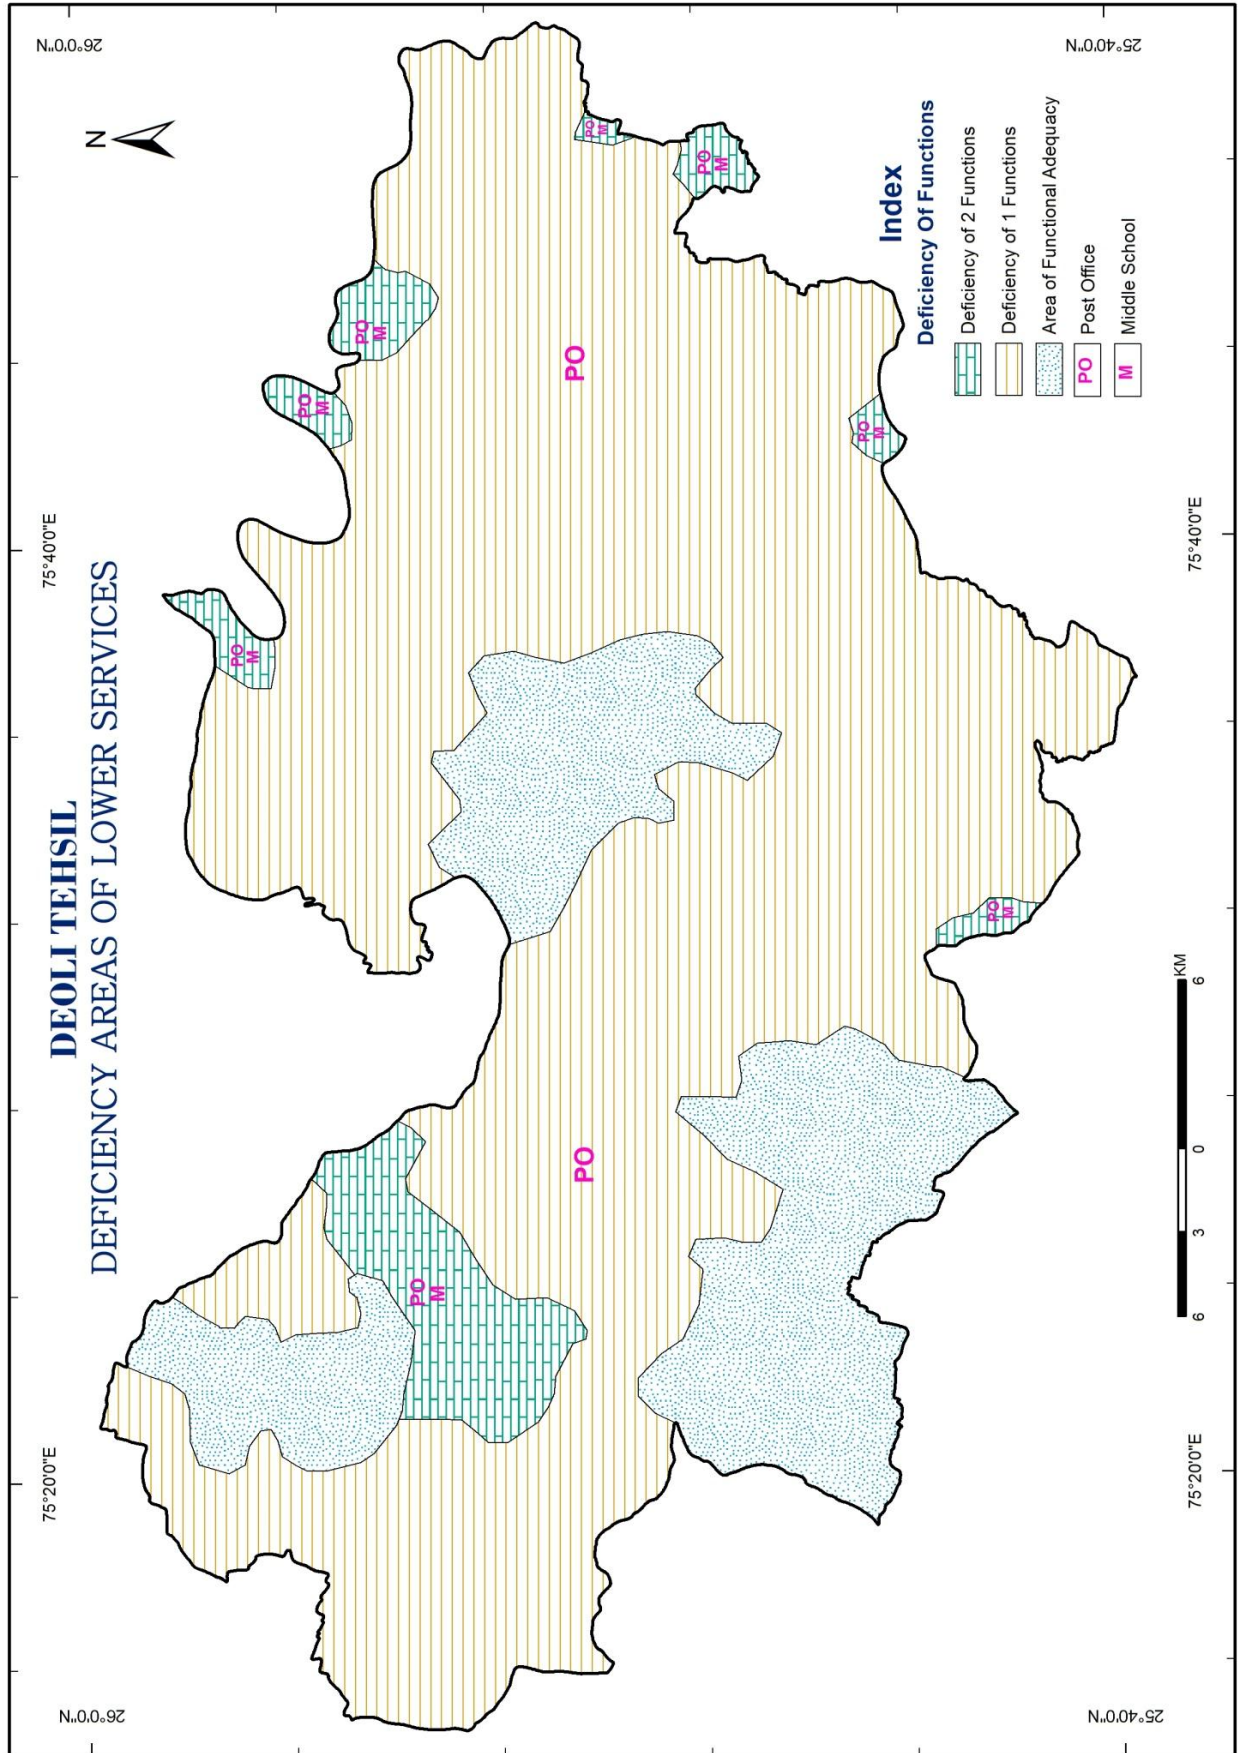 DEOLI TEHSIL
DEFICIENCY AREAS OF LOWER SERVICES
75°20'0"E
75°40'0"E
26°0'0"N
26°0'0"N
N
PO
M
PO
M
PO
M
PO
M
PO
PO
PO
M
PO
M
PO
M
PO
M
Index
Deficiency Of Functions
Deficiency of 2 Functions
Deficiency of 1 Functions
Area of Functional Adequacy
PO Post Office
M Middle School
25°40'0"N
25°40'0"N
KM
6 3 0 6
75°20'0"E
75°40'0"E